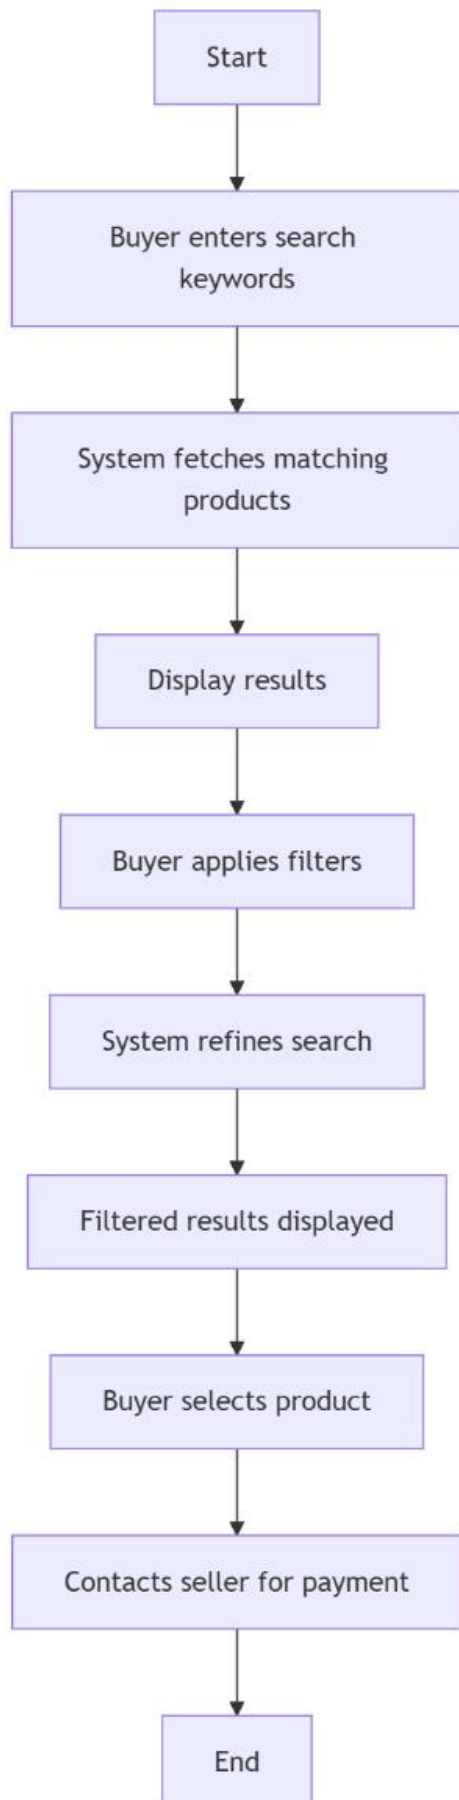 Start
Buyer enters search
keywords
System fetches matching
products
Display results
Buyer applies filters
System refines search
Filtered results displayed
Buyer selects product
Contacts seller for payment
End